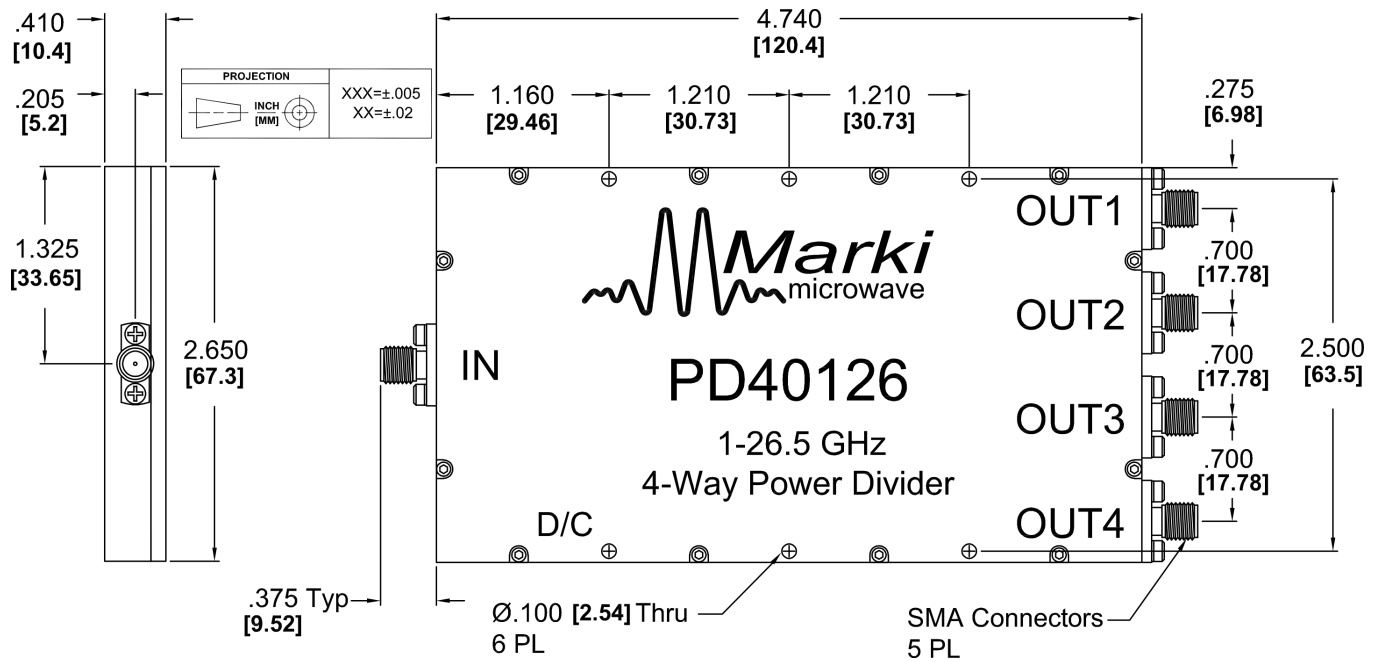 .410
[10.4]
4.740
[120.4]
PROJECTION
INCH
[MM]
XXX=±.005
XX=±.02
.205
[5.2]
1.160
[29.46]
1.210
[30.73]
1.210
[30.73]
.275
[6.98]
1.325
[33.65]
2.650
[67.3]
OUT1
Marki
microwave
.700
[17.78]
OUT2
IN
PD40126
.700
[17.78]
2.500
[63.5]
OUT3
1-26.5 GHz
4-Way Power Divider
.700
[17.78]
D/C
OUT4
.375 Typ
[9.52]
Ø.100 [2.54] Thru
6 PL
SMA Connectors
5 PL